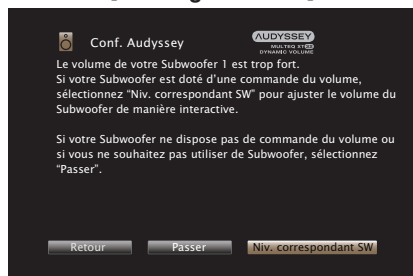 Conf. Audyssey
AUDYSSEY
MULTEQ XT32
DYNAMIC VOLUME
Le volume de votre Subwoofer 1 est trop fort.
Si votre Subwoofer est doté d’une commande du volume,
sélectionnez “Niv. correspondant SW” pour ajuster le volume du
Subwoofer de manière interactive.
Si votre Subwoofer ne dispose pas de commande du volume ou
si vous ne souhaitez pas utiliser de Subwoofer, sélectionnez
“Passer”.
Retour
Passer
Niv. correspondant SW